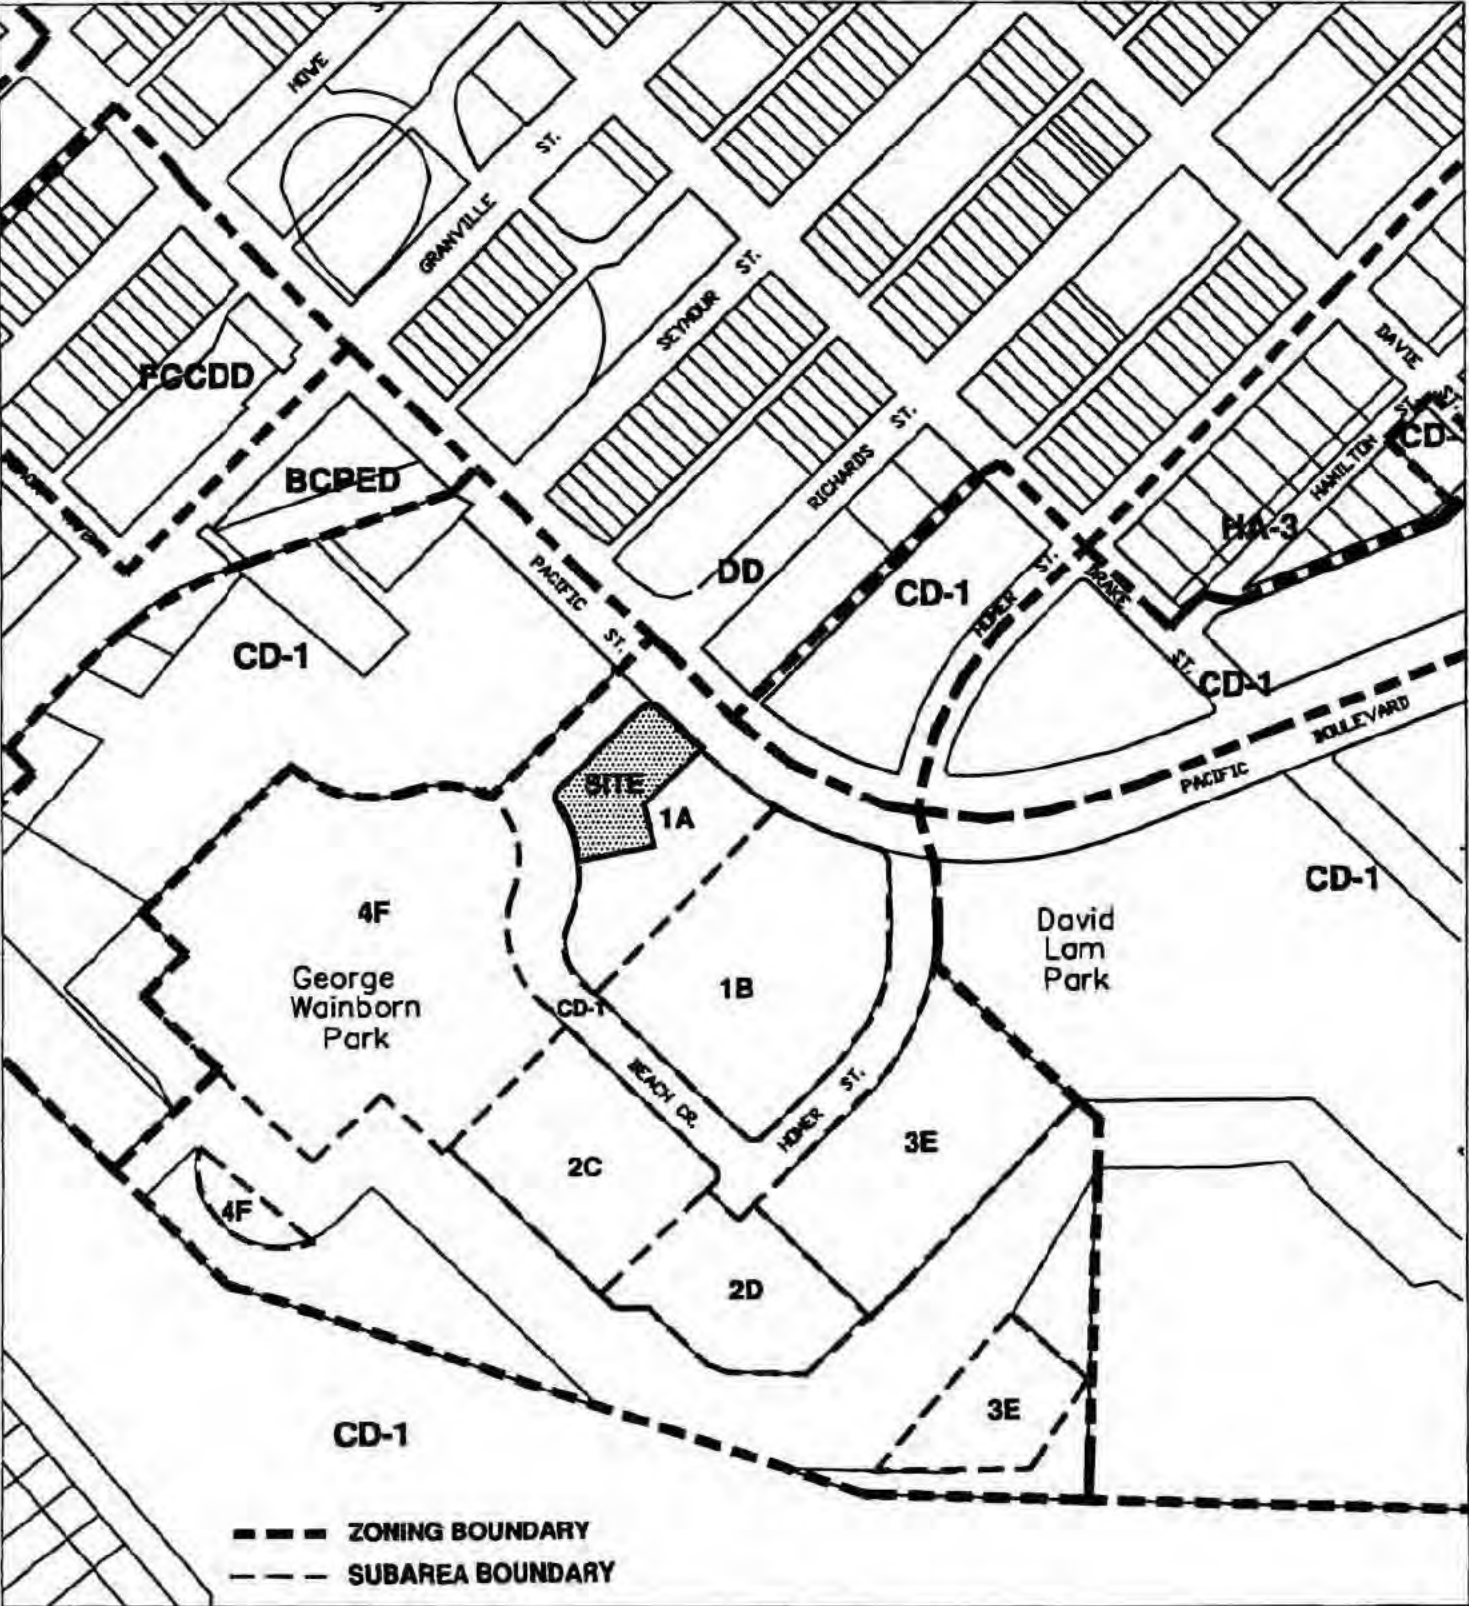 HOWE
ST.
GRANVILLE
ST.
SEYMOUR
DAVIE
FCCDD
ST.
CD-
BCPED
RICHARDS
HAMILTON
HA-3
DD
PACIFIC
ST.
CD-1
ST.
HOMER
DRAKE
ST.
CD-1
CD-1
BOULEVARD
PACIFIC
SITE
1A
CD-1
4F
David
Lam
Park
George
Wainborn
Park
1B
CD-1
BEACH CR.
HOMER
ST.
3E
2C
4F
2D
3E
CD-1
ZONING BOUNDARY
SUBAREA BOUNDARY